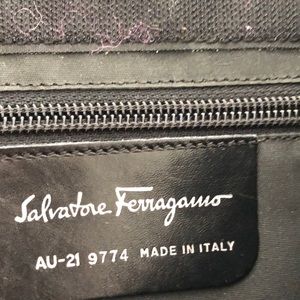 Salvatore Ferragamo
AU-21 9774 MADE IN ITALY